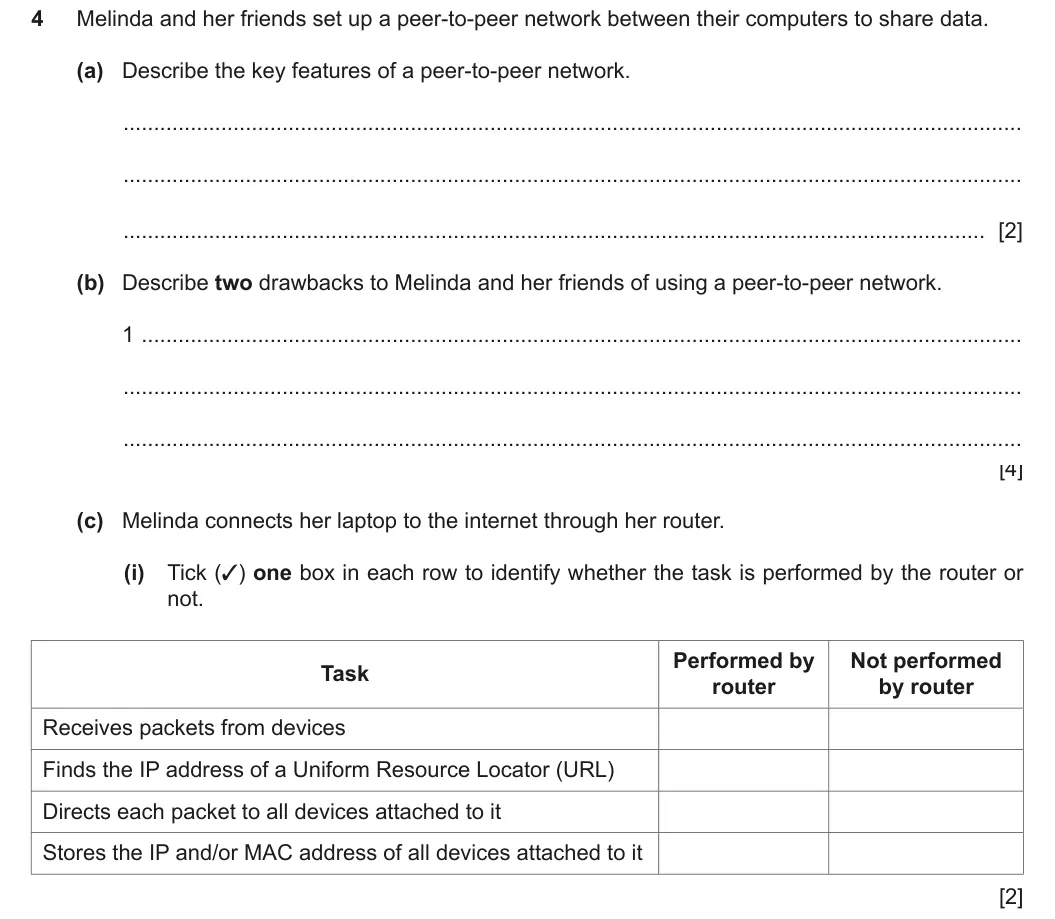 4 Melinda and her friends set up a peer-to-peer network between their computers to share data.
(a) Describe the key features of a peer-to-peer network.
[2]
(b) Describe two drawbacks to Melinda and her friends of using a peer-to-peer network.
1
[4]
(c) Melinda connects her laptop to the internet through her router.
(i) Tick (✓) one box in each row to identify whether the task is performed by the router or
not.
Task Performed by router Not performed by router
Receives packets from devices
Finds the IP address of a Uniform Resource Locator (URL)
Directs each packet to all devices attached to it
Stores the IP and/or MAC address of all devices attached to it
[2]